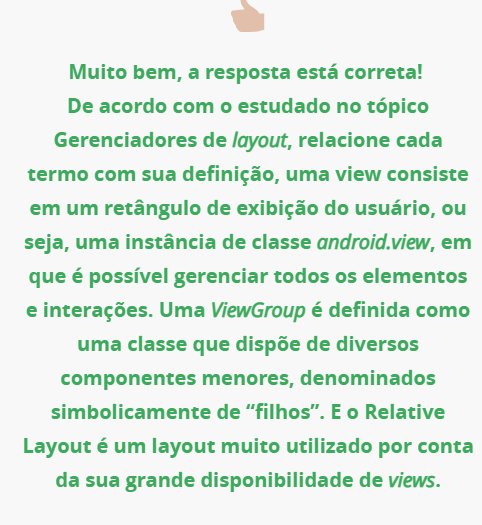 Muito bem, a resposta está correta!
De acordo com o estudado no tópico
Gerenciadores de layout, relacione cada
termo com sua definição, uma view consiste
em um retângulo de exibição do usuário, ou
seja, uma instância de classe android.view, em
que é possível gerenciar todos os elementos
e interações. Uma ViewGroup é definida como
uma classe que dispõe de diversos
componentes menores, denominados
simbolicamente de “filhos”. E o Relative
Layout é um layout muito utilizado por conta
da sua grande disponibilidade de views.